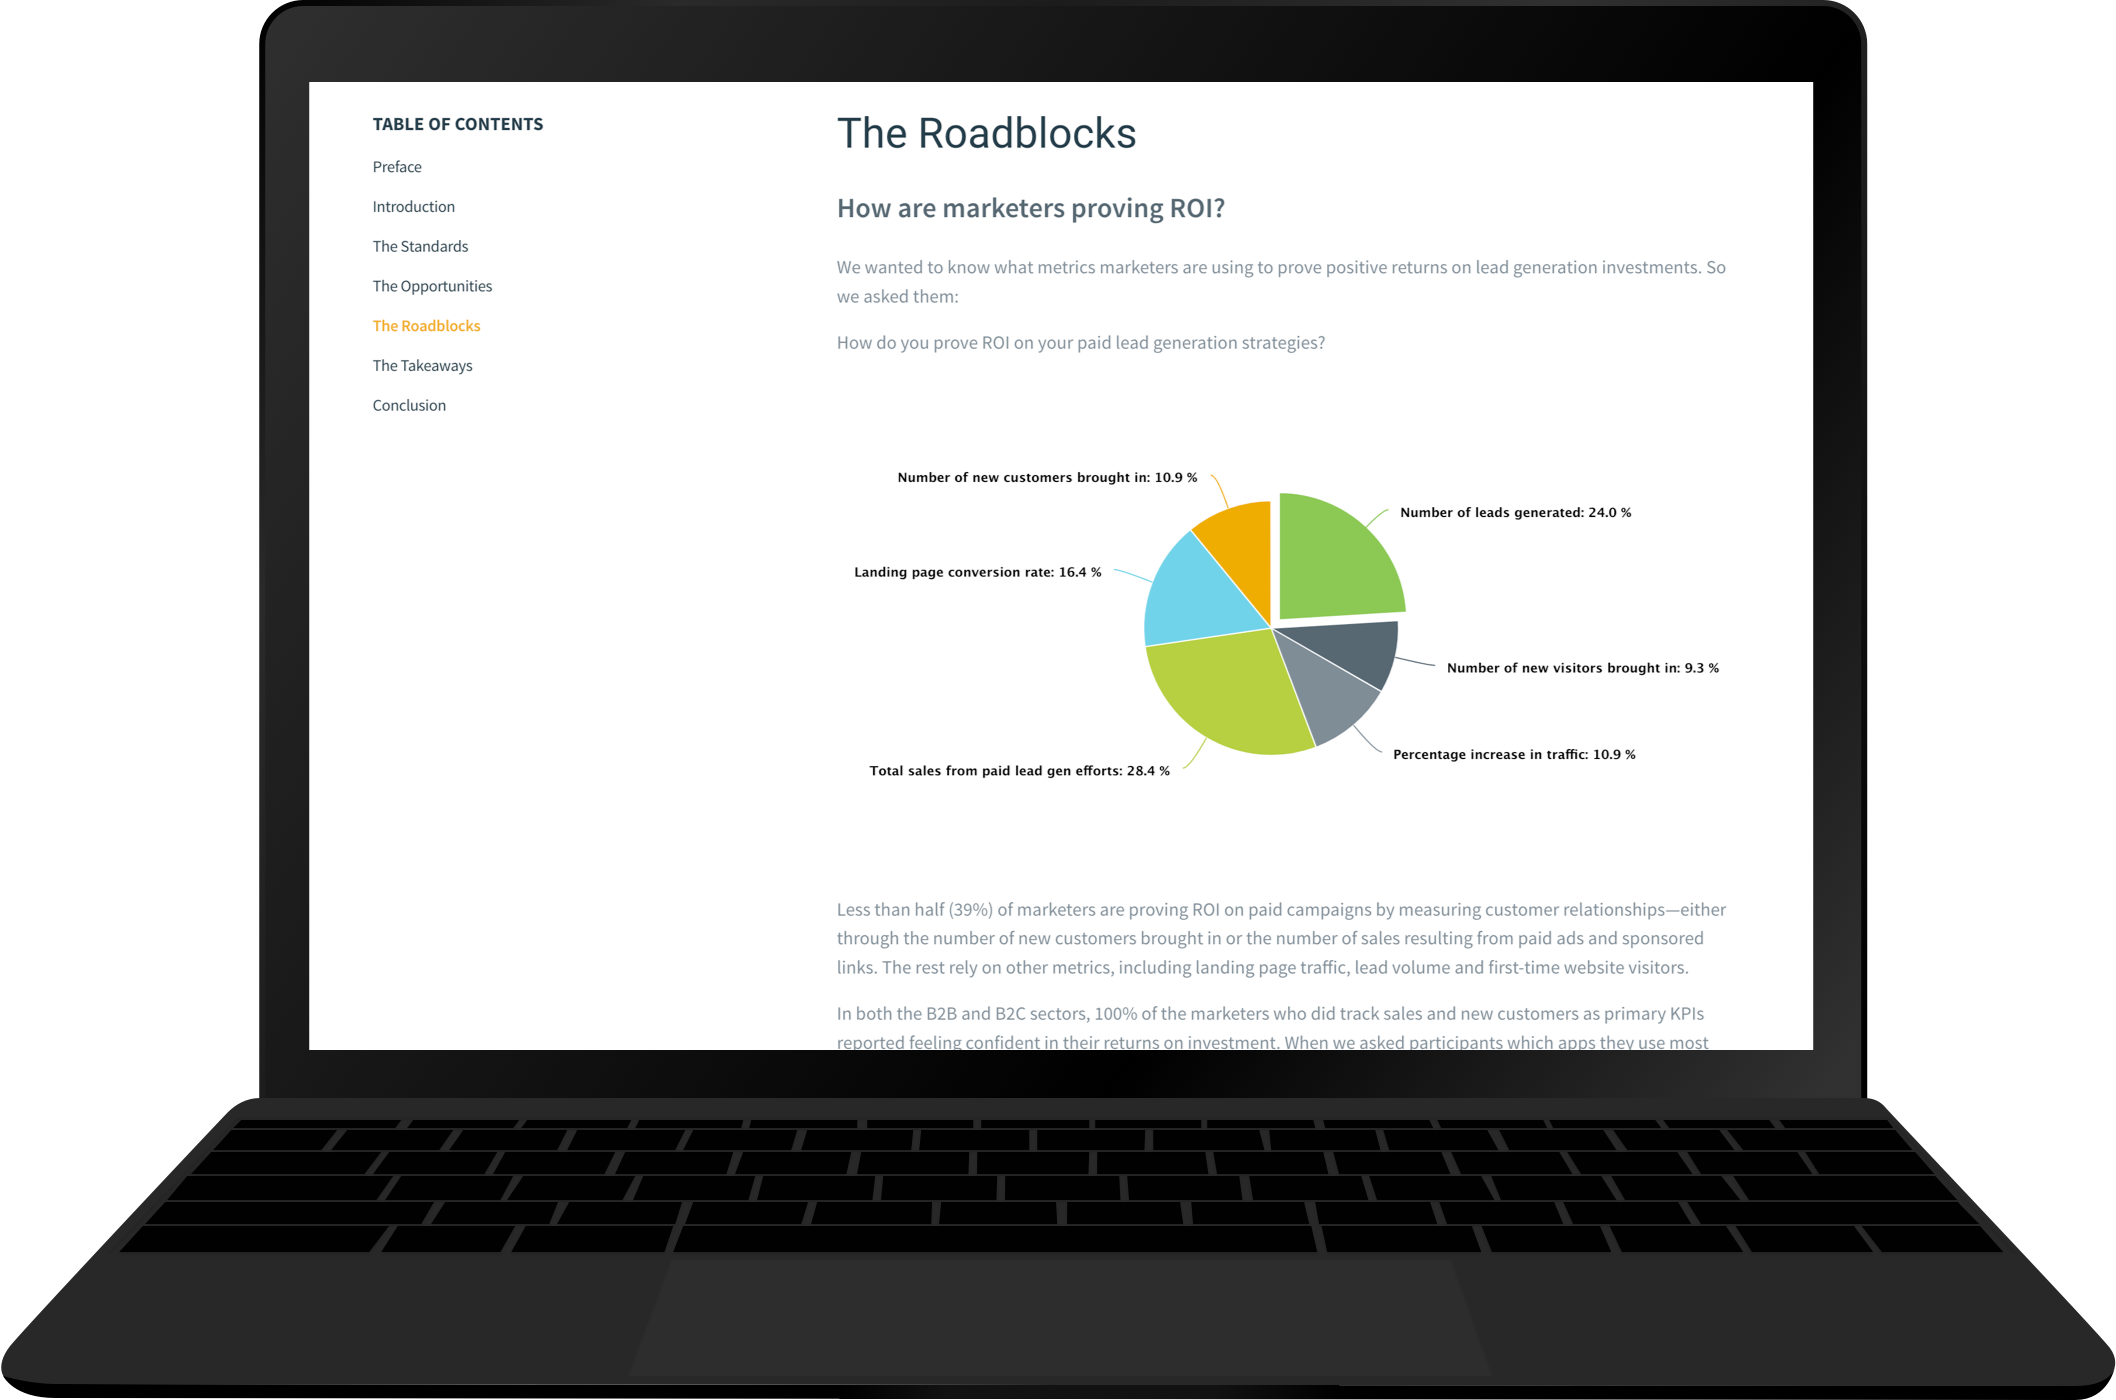 TABLE OF CONTENTS
Preface
Introduction
The Standards
The Opportunities
The Roadblocks
The Takeaways
Conclusion
The Roadblocks
How are marketers proving ROI?
We wanted to know what metrics marketers are using to prove positive returns on lead generation investments. So
we asked them:
How do you prove ROI on your paid lead generation strategies?
Number of new customers brought in: 10.9 %
Number of leads generated: 24.0 %
Landing page conversion rate: 16.4 %
Number of new visitors brought in: 9.3 %
Percentage increase in traffic: 10.9 %
Total sales from paid lead gen efforts: 28.4 %
Less than half (39%) of marketers are proving ROI on paid campaigns by measuring customer relationships—either
through the number of new customers brought in or the number of sales resulting from paid ads and sponsored
links. The rest rely on other metrics, including landing page traffic, lead volume and first-time website visitors.
In both the B2B and B2C sectors, 100% of the marketers who did track sales and new customers as primary KPIs
reported feeling confident in their returns on investment. When we asked participants which apps they use most